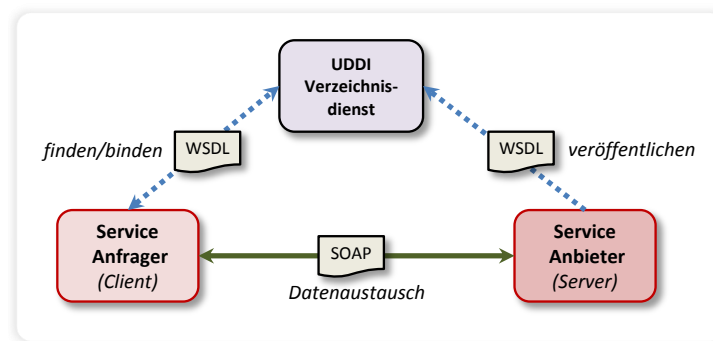 UDDI
Verzeichnis-
dienst
finden/binden
WSDL
WSDL
veröffentlichen
Service
Anfrager
(Client)
SOAP
Datenaustausch
Service
Anbieter
(Server)